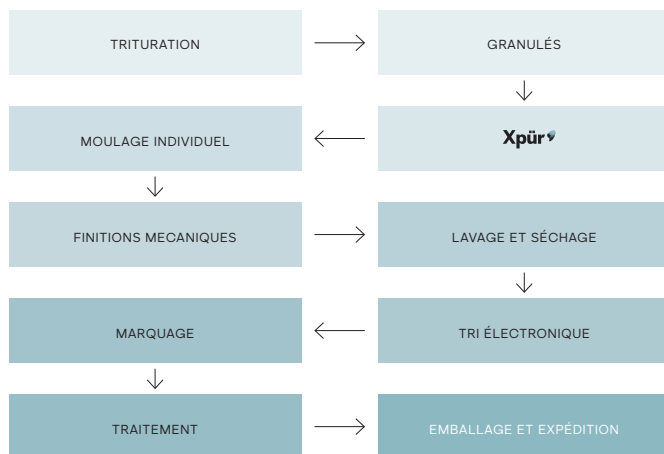 TRITURATION
GRANULÉS
Xpür
MOULAGE INDIVIDUEL
FINITIONS MECANIQUES
LAVAGE ET SÉCHAGE
TRI ÉLECTRONIQUE
MARQUAGE
TRAITEMENT
EMBALLAGE ET EXPÉDITION